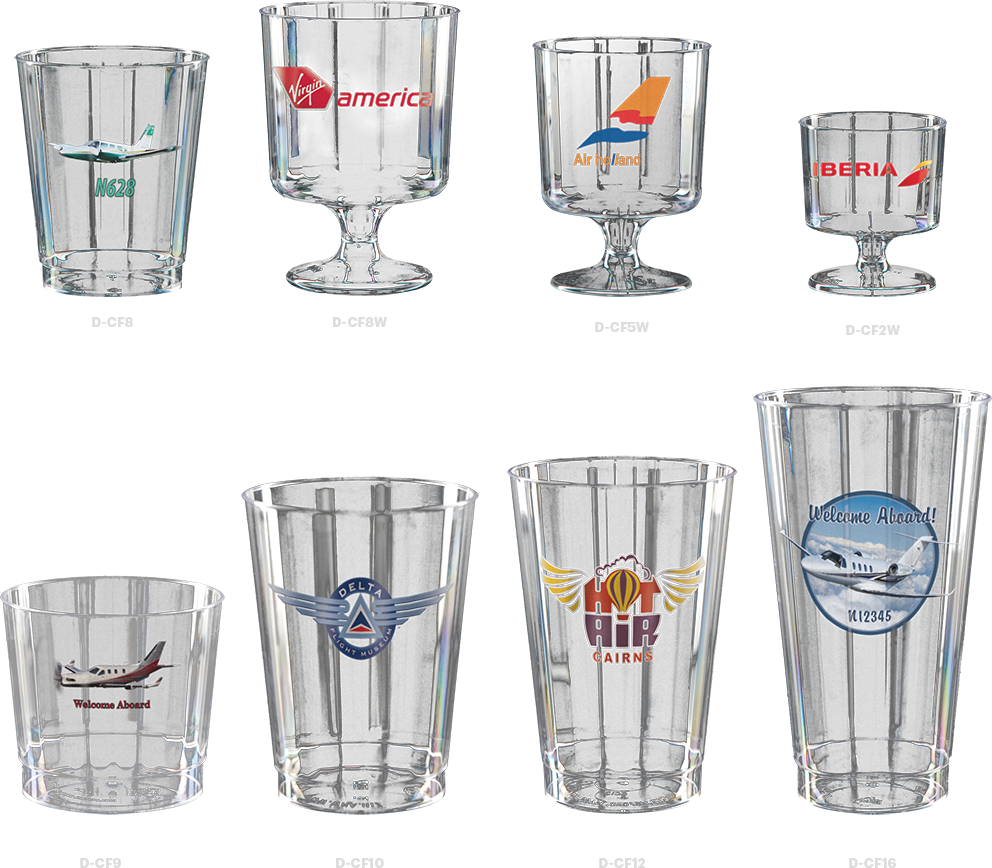 N628
Virgin
america
Air holland
IBERIA
D-CF8
D-CF8W
D-CF5W
D-CF2W
Welcome Aboard
DELTA
FLIGHT MUSEUM
HOT
AIR
CAIRNS
Welcome Aboard!
N12345
D-CF9
D-CF10
D-CF12
D-CF16